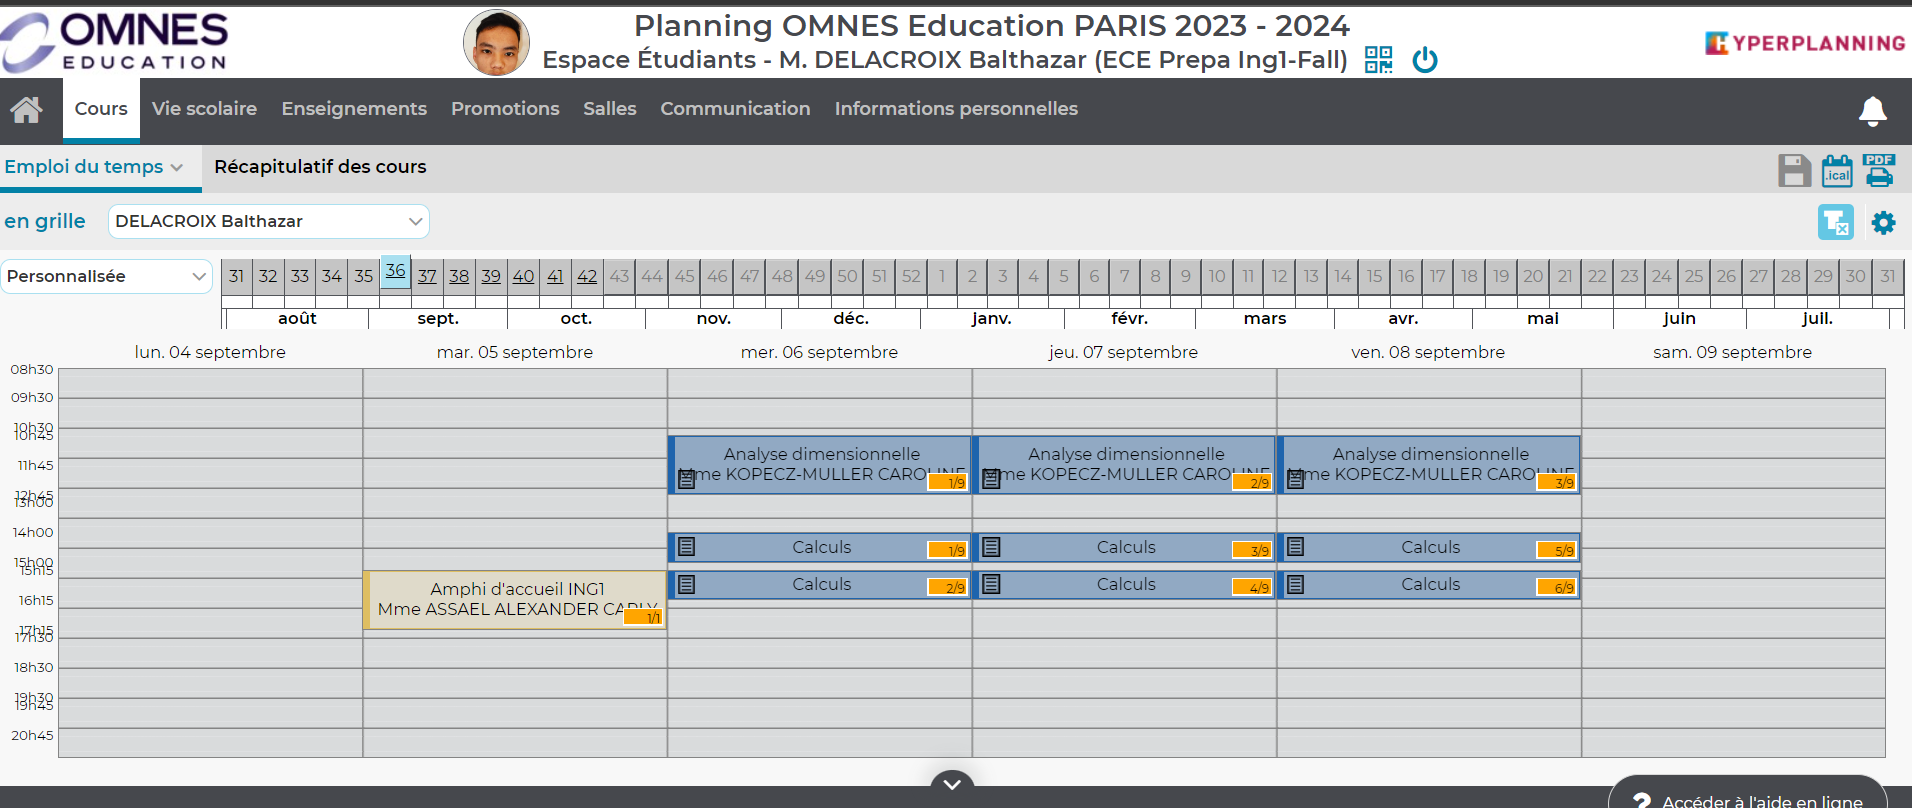 OMNES
EDUCATION
Planning OMNES Education PARIS 2023 - 2024
Espace Étudiants - M. DELACROIX Balthazar (ECE Prepa Ing1-Fall)
HYPERPLANNING
Cours Vie scolaire Enseignements Promotions Salles Communication Informations personnelles
Emploi du temps Récapitulatif des cours
.ical PDF
en grille DELACROIX Balthazar
Personnalisée
31 32 33 34 35 36 37 38 39 40 41 42 43 44 45 46 47 48 49 50 51 52 1 2 3 4 5 6 7 8 9 10 11 12 13 14 15 16 17 18 19 20 21 22 23 24 25 26 27 28 29 30 31
août sept. oct. nov. déc. janv. févr. mars avr. mai juin juil.
lun. 04 septembre mar. 05 septembre mer. 06 septembre jeu. 07 septembre ven. 08 septembre sam. 09 septembre
08h30
09h30
10h30
10h45
Analyse dimensionnelle Analyse dimensionnelle Analyse dimensionnelle
11h45
Mme KOPECZ-MULLER CAROLINE Mme KOPECZ-MULLER CAROLINE Mme KOPECZ-MULLER CAROLINE
1/9 2/9 3/9
12h45
13h00
14h00
Calculs 1/9 Calculs 3/9 Calculs 5/9
15h00
15h15
Calculs 2/9 Calculs 4/9 Calculs 6/9
Amphi d'accueil ING1
16h15
Mme ASSAEL ALEXANDER CARLY
1/1
17h15
17h30
18h30
19h30
19h45
20h45
? Accéder à l'aide en ligne